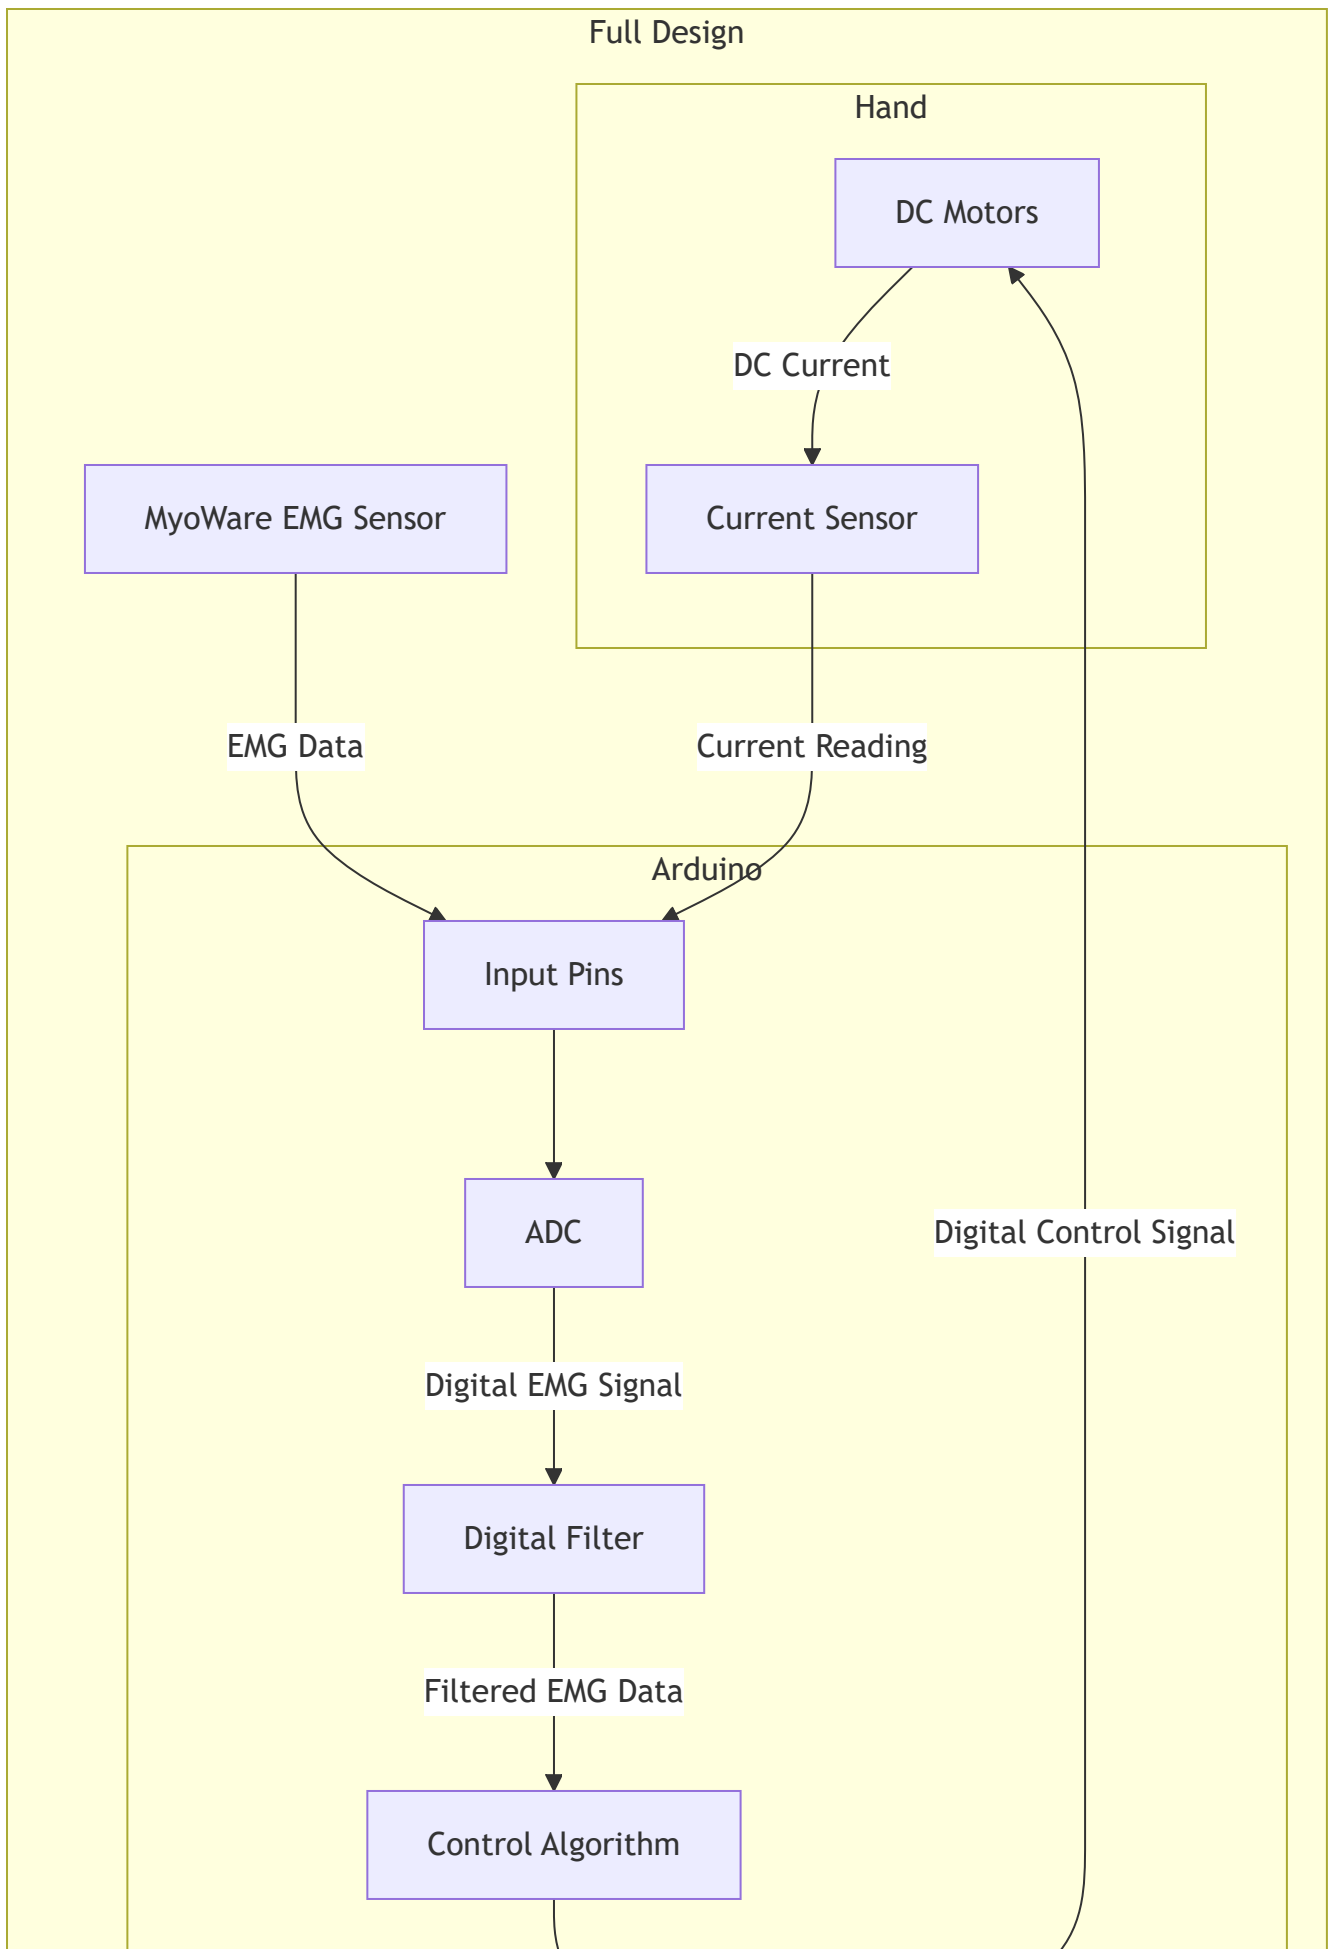 Full Design
Hand
DC Motors
DC Current
MyoWare EMG Sensor
Current Sensor
EMG Data
Current Reading
Arduino
Input Pins
ADC
Digital Control Signal
Digital EMG Signal
Digital Filter
Filtered EMG Data
Control Algorithm